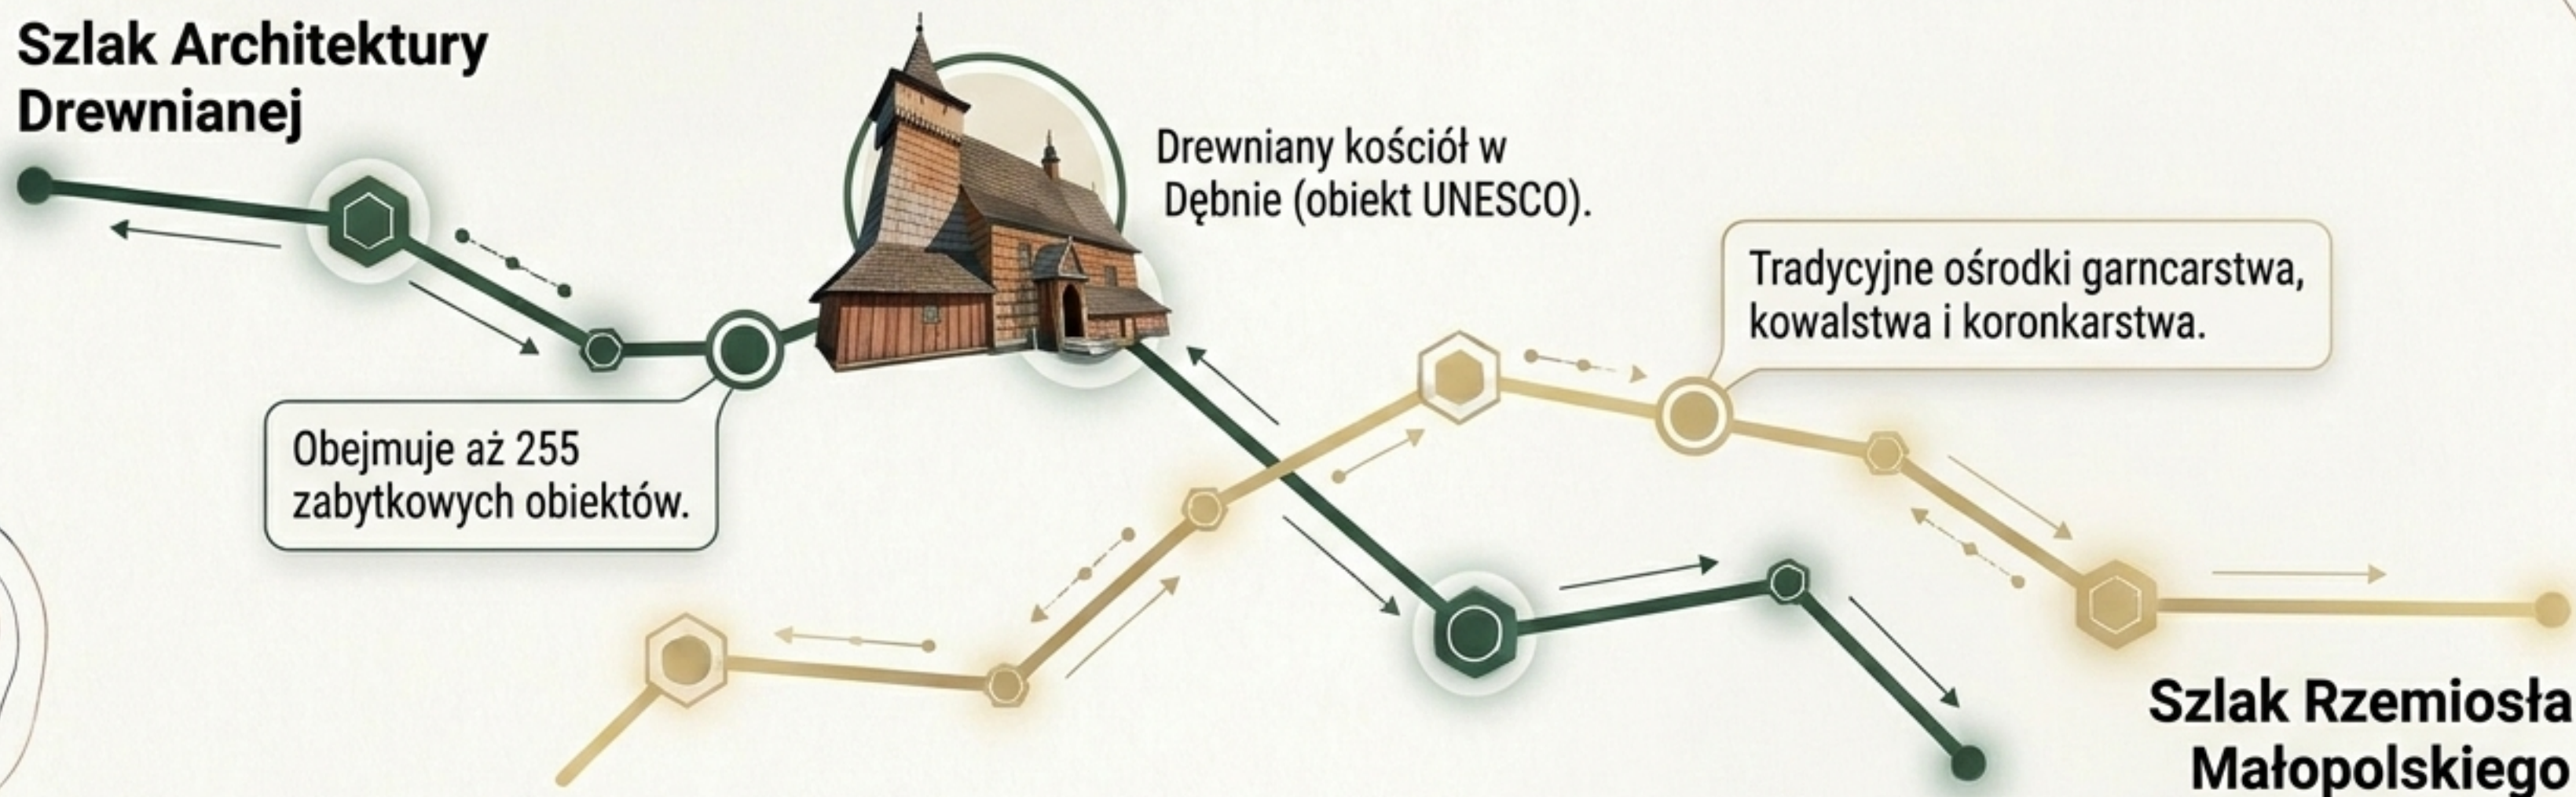 Szlak Architektury
Drewnianej
Drewniany kościół w
Dębnie (obiekt UNESCO).
Tradycyjne ośrodki garncarstwa,
kowalstwa i koronkarstwa.
Obejmuje aż 255
zabytkowych obiektów.
Szlak Rzemiosła
Małopolskiego